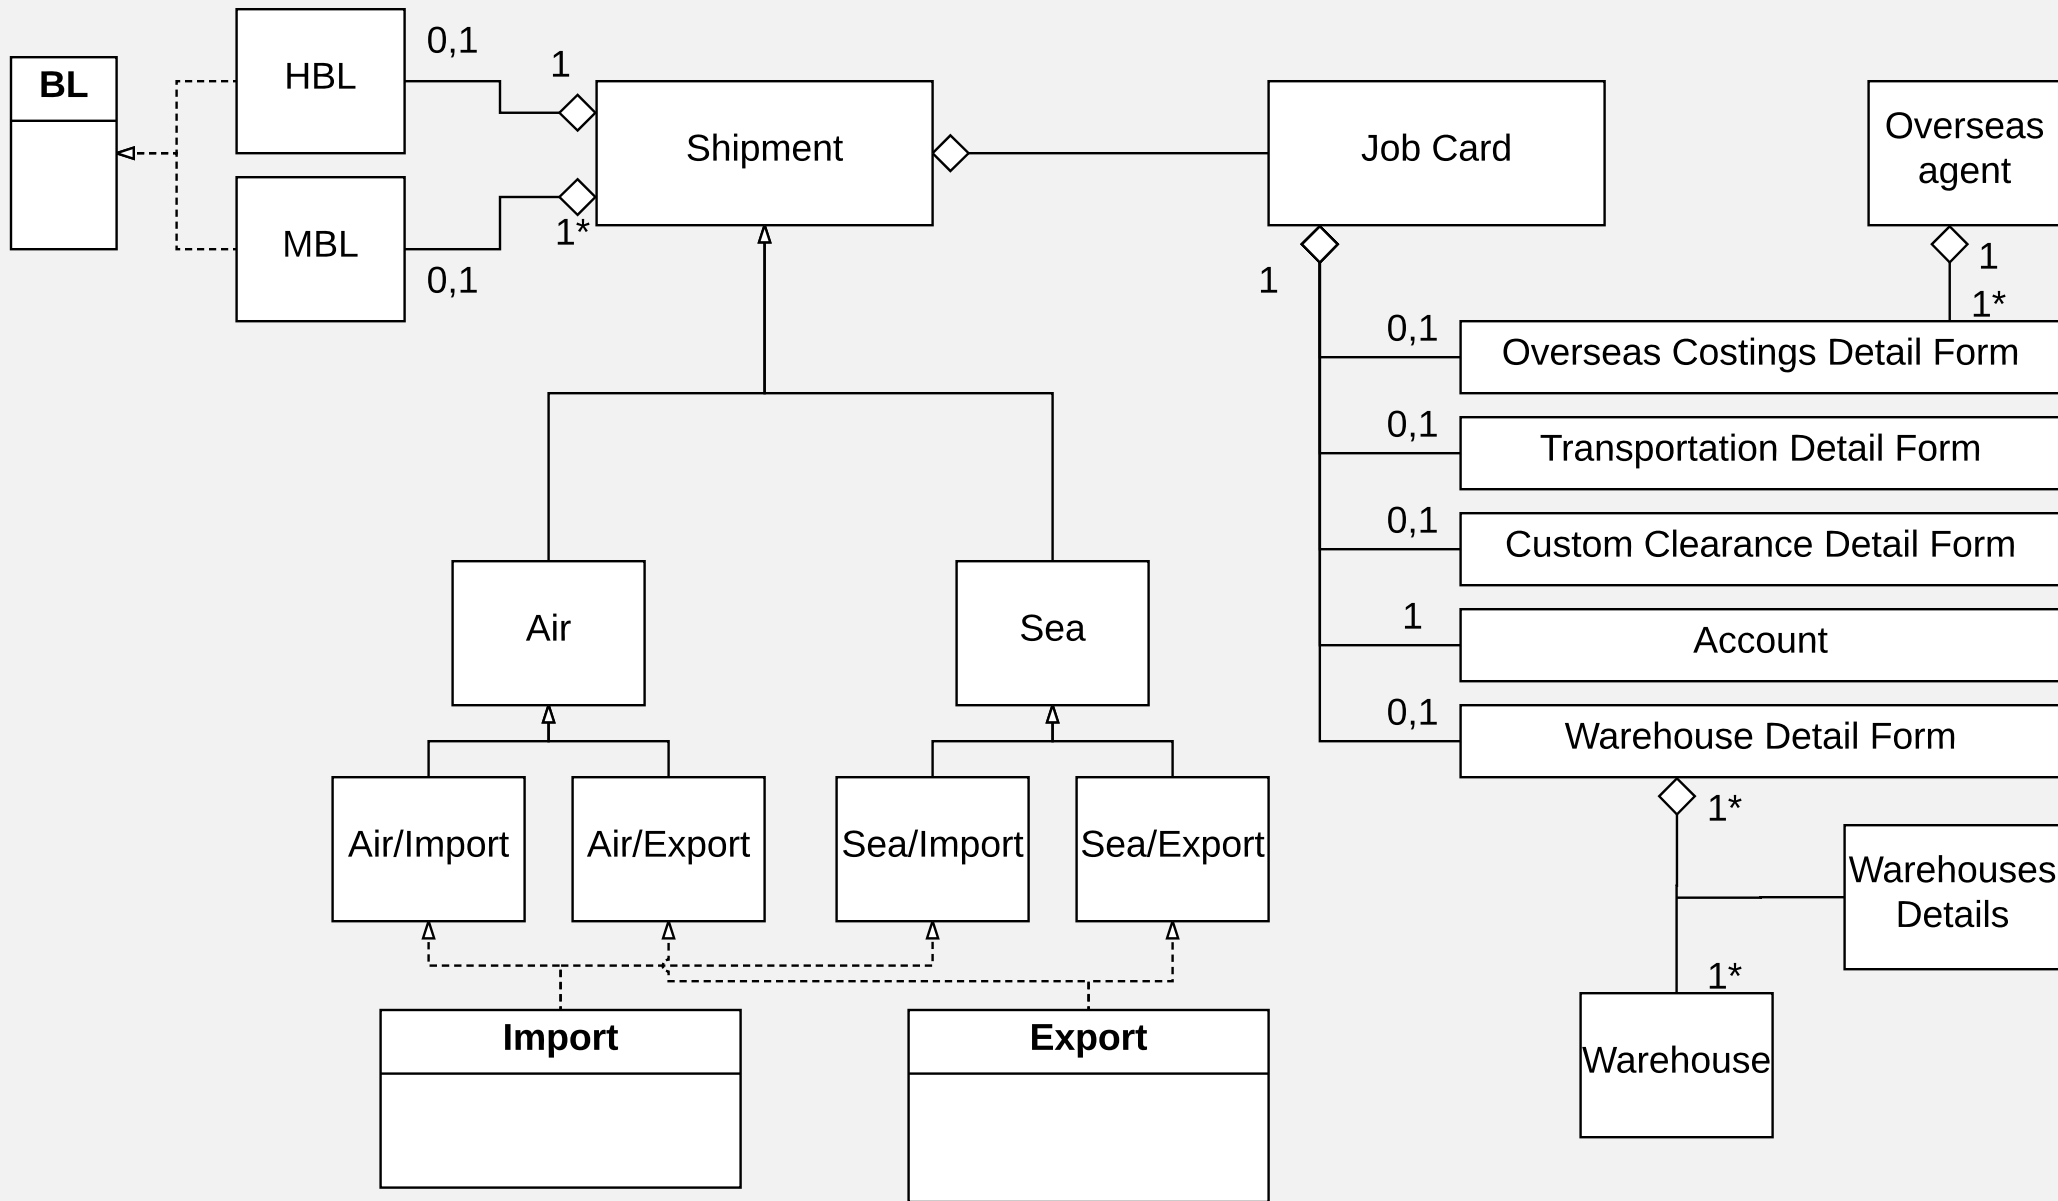 BL
HBL
0,1
1
Shipment
MBL
0,1
1*
Job Card
1
Overseas
agent
1
1*
0,1
Overseas Costings Detail Form
0,1
Transportation Detail Form
0,1
Custom Clearance Detail Form
1
Account
0,1
Warehouse Detail Form
Air
Sea
Air/Import
Air/Export
Sea/Import
Sea/Export
1*
Warehouses
Details
1*
Warehouse
Import
Export